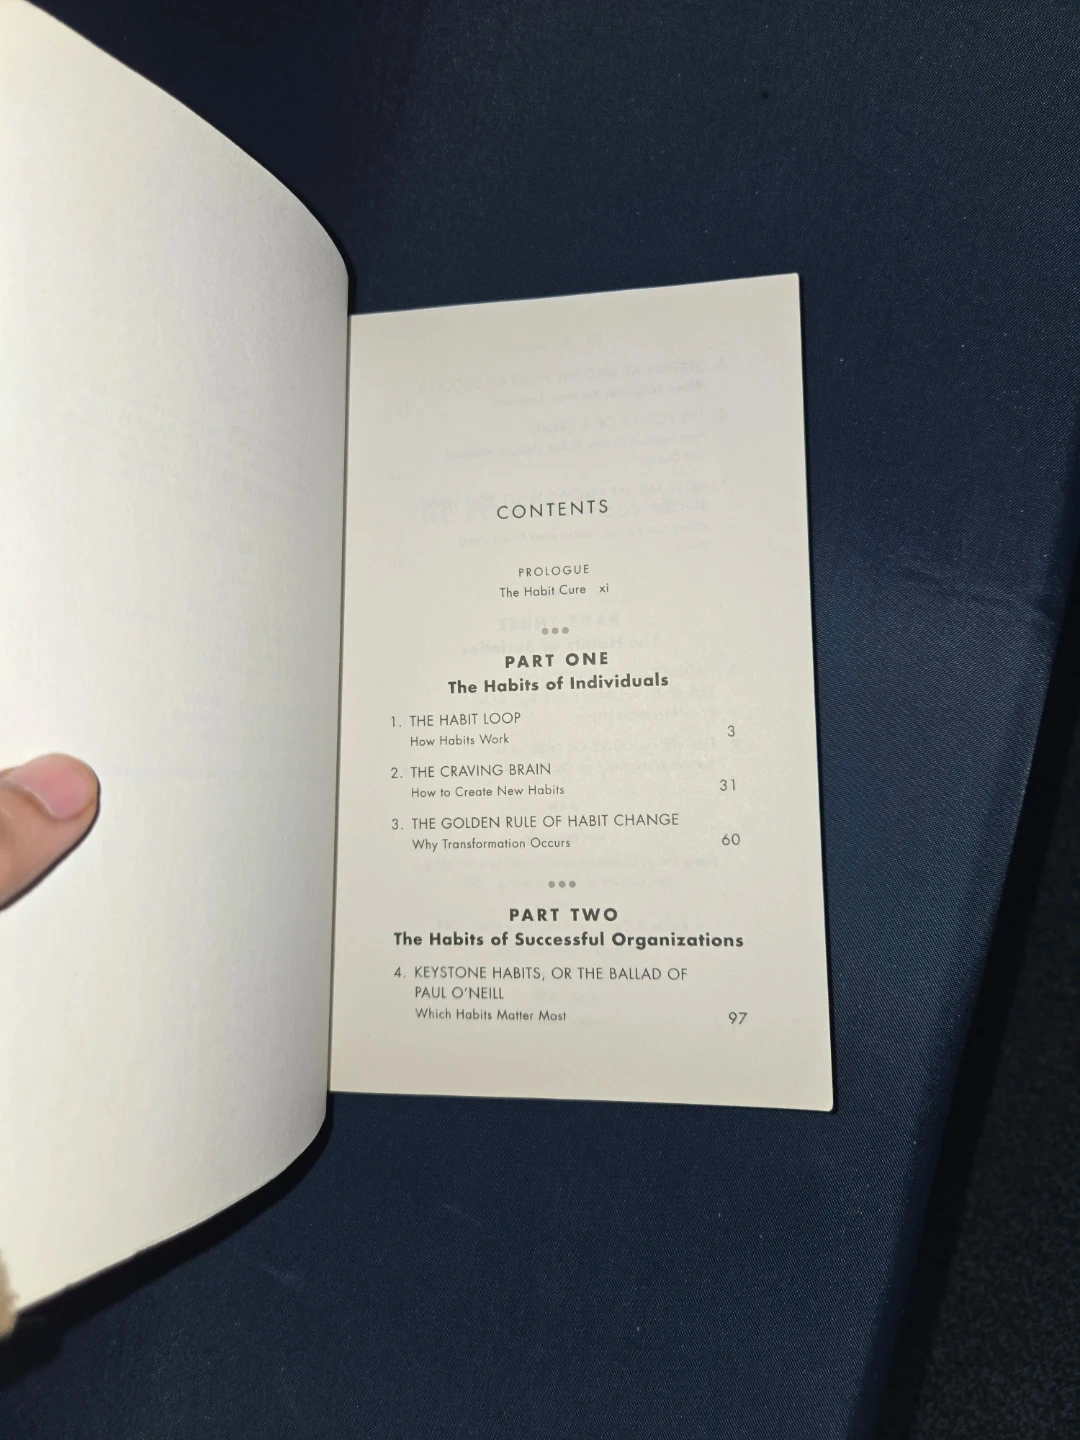 CONTENTS
PROLOGUE
The Habit Cure xi
PART ONE
The Habits of Individuals
1. THE HABIT LOOP
How Habits Work 3
2. THE CRAVING BRAIN
How to Create New Habits 31
3. THE GOLDEN RULE OF HABIT CHANGE
Why Transformation Occurs 60
PART TWO
The Habits of Successful Organizations
4. KEYSTONE HABITS, OR THE BALLAD OF
PAUL O'NEILL
Which Habits Matter Most 97